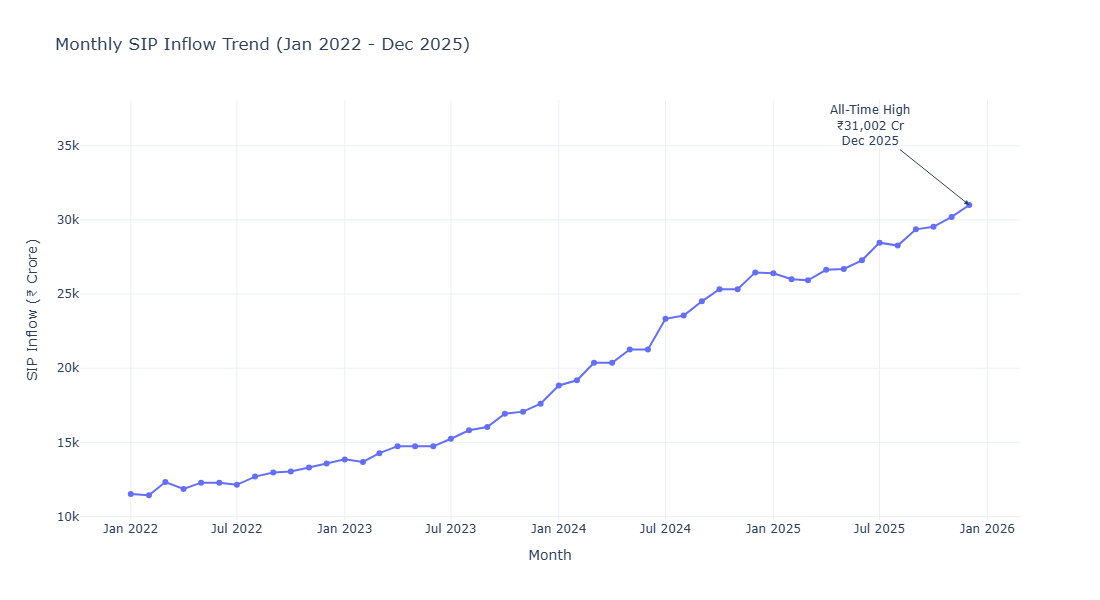 Monthly SIP Inflow Trend (Jan 2022 - Dec 2025)
All-Time High
₹31,002 Cr
Dec 2025
35k
30k
25k
20k
15k
10k
SIP Inflow (₹ Crore)
Jan 2022
Jul 2022
Jan 2023
Jul 2023
Jan 2024
Jul 2024
Jan 2025
Jul 2025
Jan 2026
Month